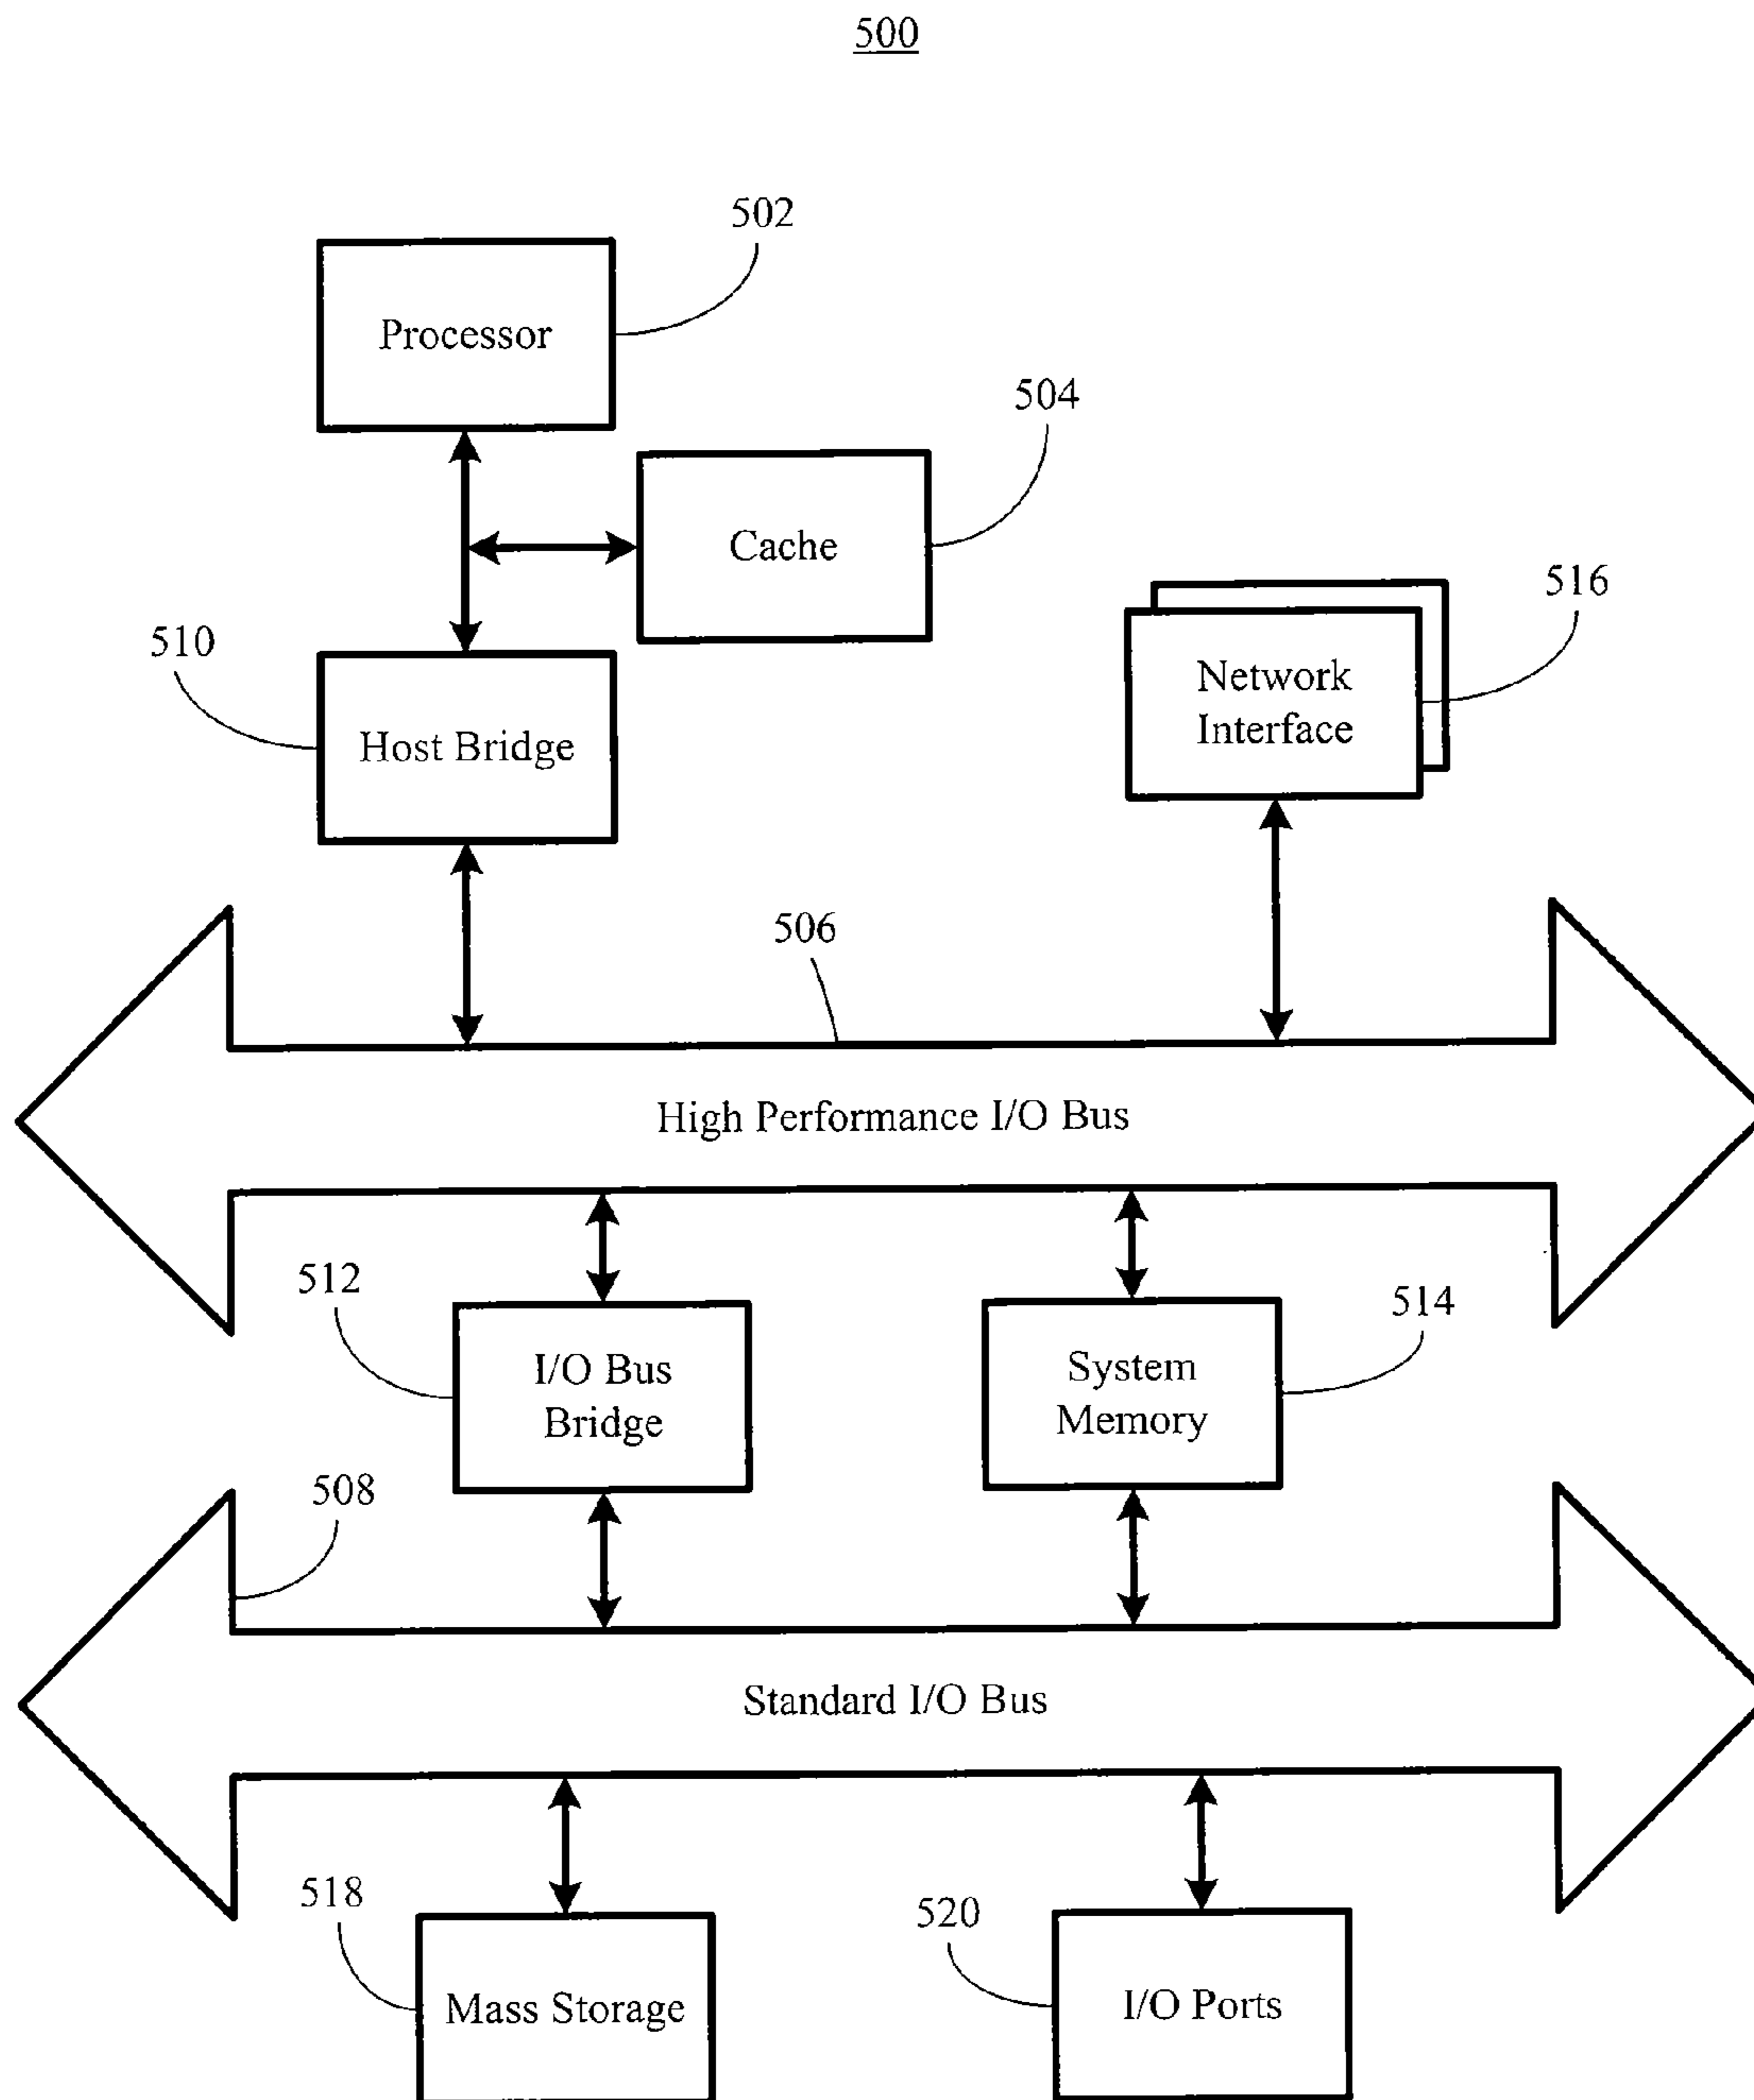 500
502
Processor
504
Cache
516
510
Network
Interface
Host Bridge
506
High Performance I/O Bus
512
514
I/O Bus
Bridge
System
Memory
508
Standard I/O Bus
518
520
Mass Storage
I/O Ports